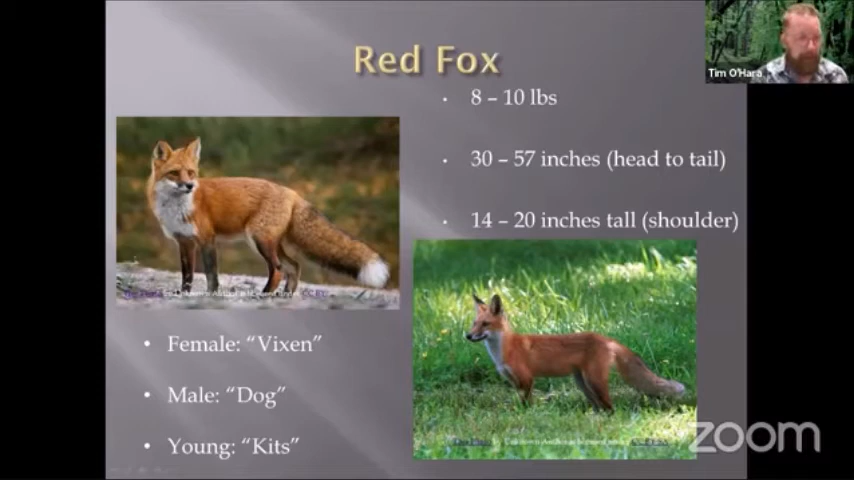 Red Fox
Tim O'Hara
▪ 8 – 10 lbs
▪ 30 – 57 inches (head to tail)
▪ 14 – 20 inches tall (shoulder)
• Female: “Vixen”
• Male: “Dog”
• Young: “Kits”
zoom